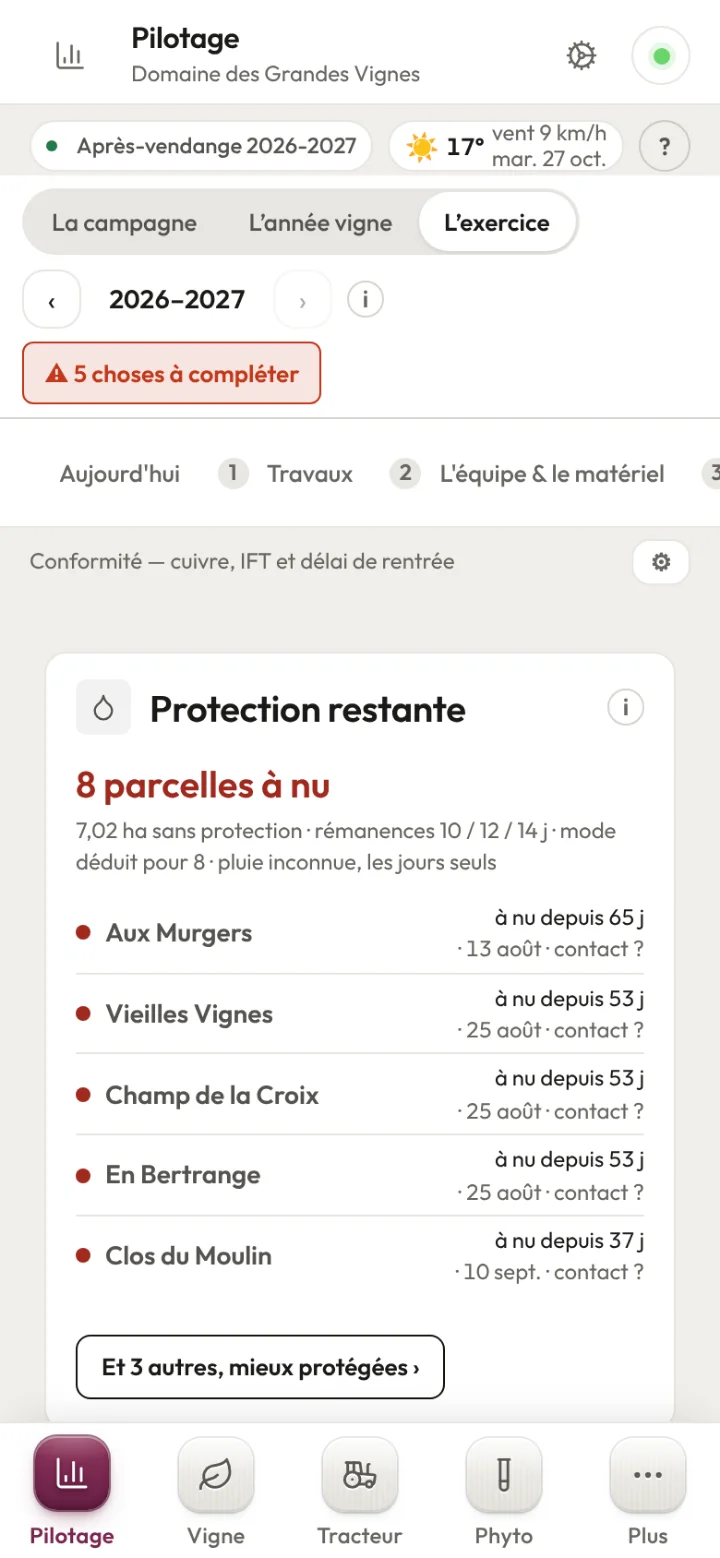 Pilotage
Domaine des Grandes Vignes
Après-vendange 2026-2027
17° vent 9 km/h
mar. 27 oct.
?
La campagne L'année vigne L'exercice
‹ 2026–2027 › i
⚠ 5 choses à compléter
Aujourd'hui 1 Travaux 2 L'équipe & le matériel 3
Conformité — cuivre, IFT et délai de rentrée
Protection restante i
8 parcelles à nu
7,02 ha sans protection · rémanences 10 / 12 / 14 j · mode
déduit pour 8 · pluie inconnue, les jours seuls
Aux Murgers
à nu depuis 65 j
· 13 août · contact ?
Vieilles Vignes
à nu depuis 53 j
· 25 août · contact ?
Champ de la Croix
à nu depuis 53 j
· 25 août · contact ?
En Bertrange
à nu depuis 53 j
· 25 août · contact ?
Clos du Moulin
à nu depuis 37 j
· 10 sept. · contact ?
Et 3 autres, mieux protégées ›
Pilotage Vigne Tracteur Phyto Plus